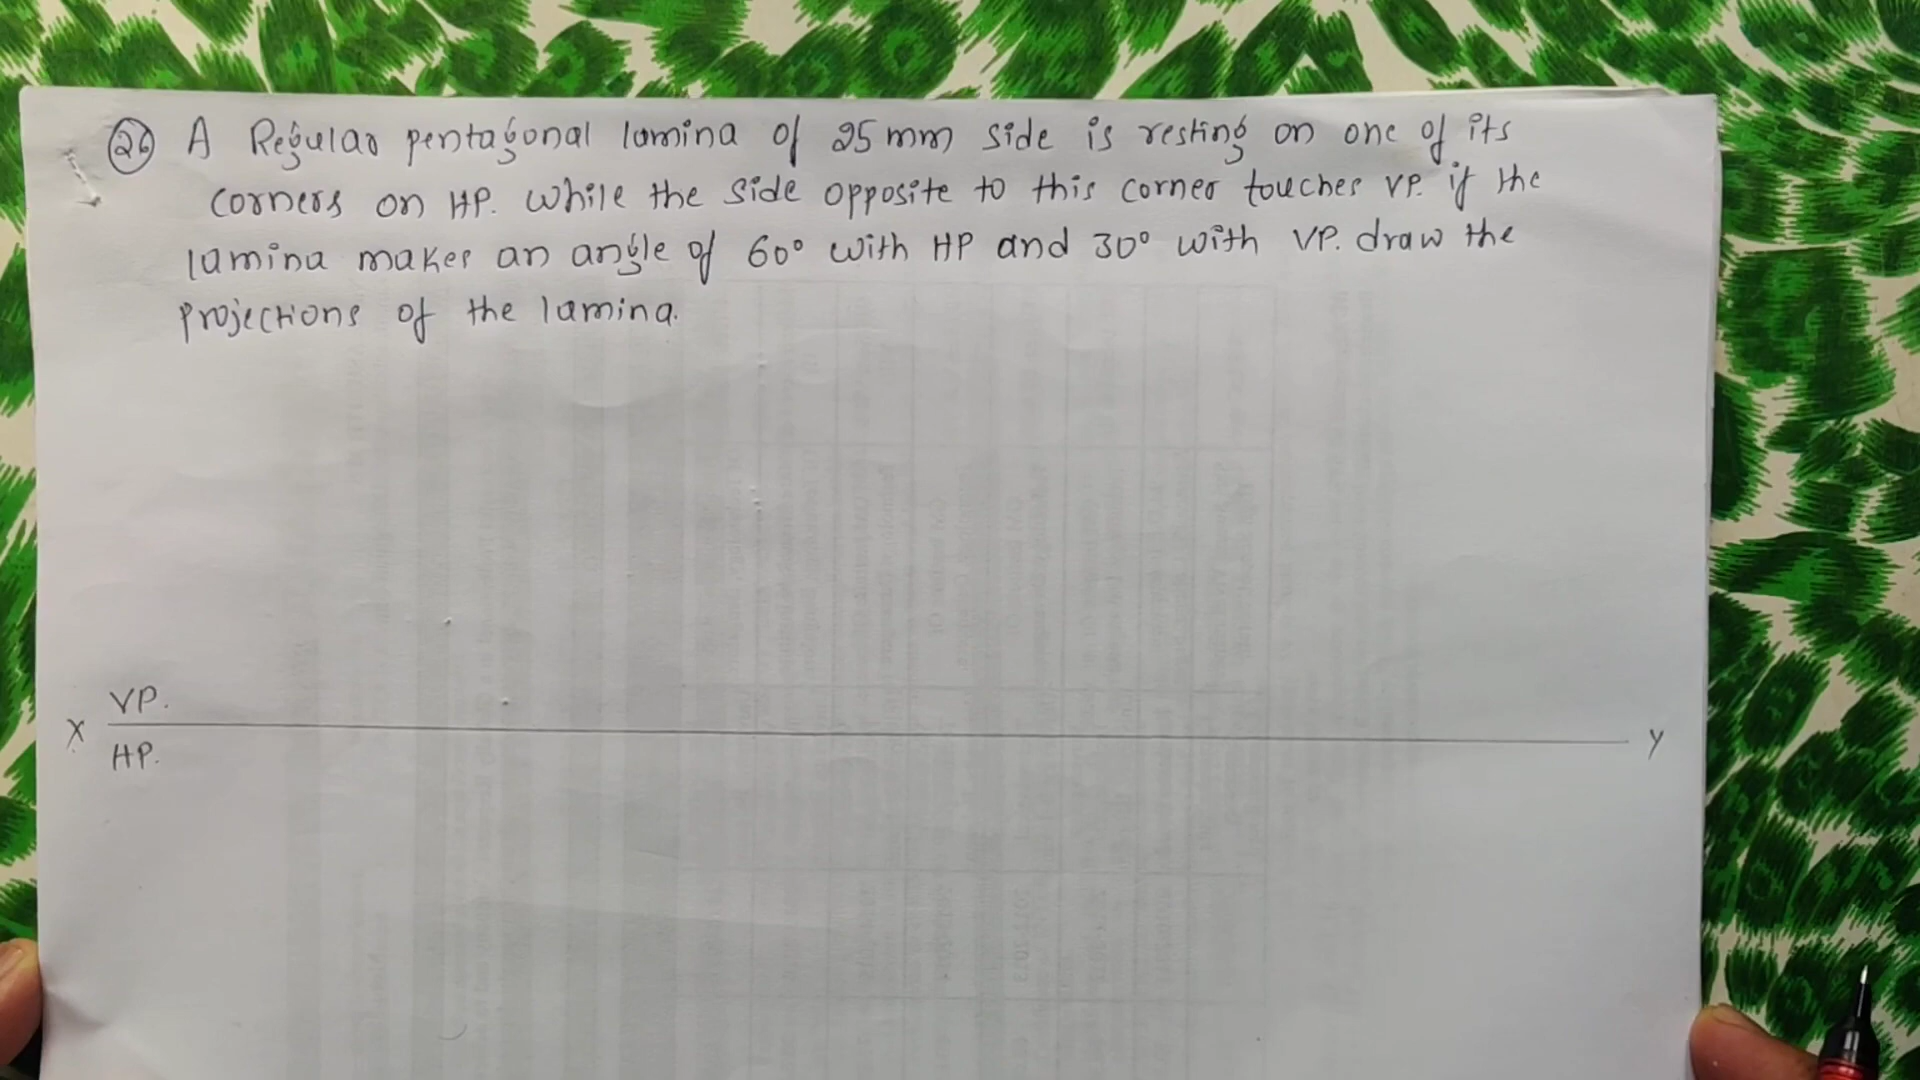 26 A Regular pentagonal lamina of 25 mm side is resting on one of its
corners on HP. while the side opposite to this corner touches VP. if the
lamina makes an angle of 60° with HP and 30° with VP. draw the
projections of the lamina.
VP.
X Y
HP.